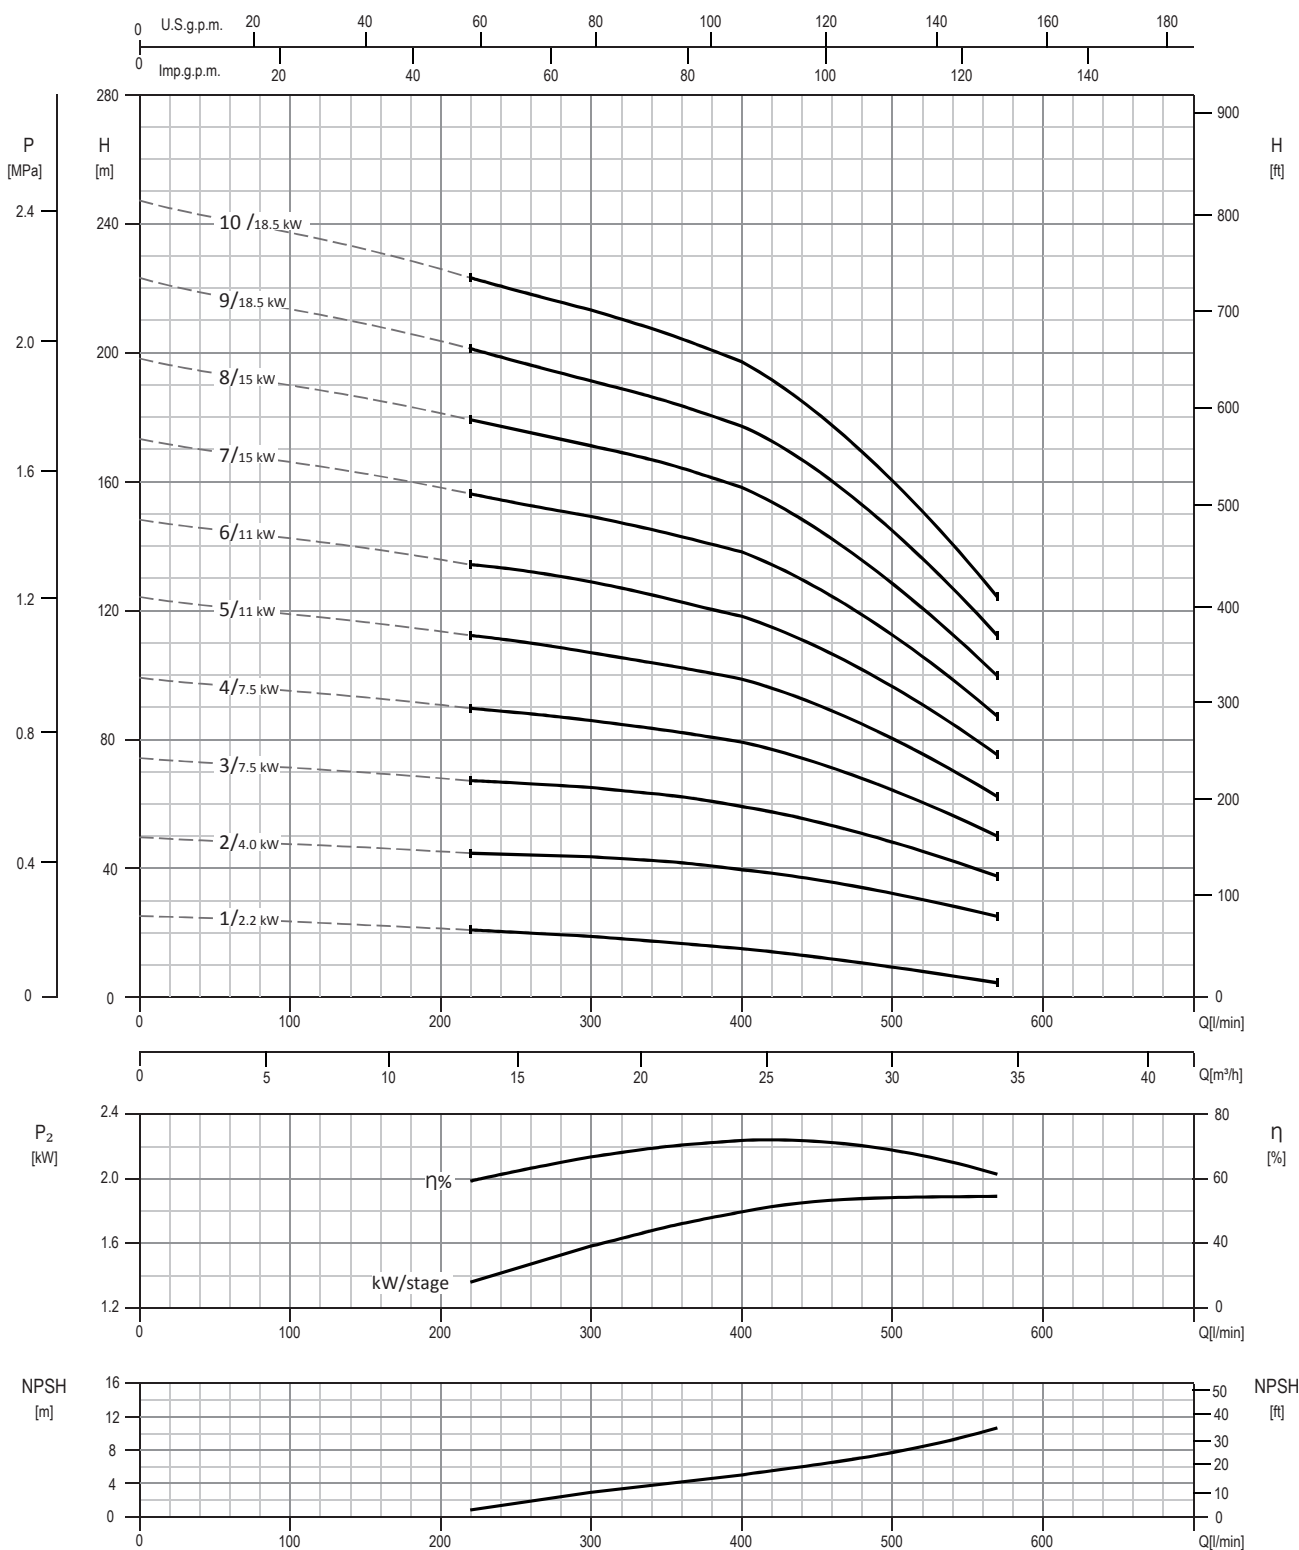 0 U.S.g.p.m. 20 40 60 80 100 120 140 160 180
0 Imp.g.p.m. 20 40 60 80 100 120 140
P
[MPa]
2.4
2.0
1.6
1.2
0.8
0.4
0
H
[m]
280
240
200
160
120
80
40
0
10 /18.5 kW
9/18.5 kW
8/15 kW
7/15 kW
6/11 kW
5/11 kW
4/7.5 kW
3/7.5 kW
2/4.0 kW
1/2.2 kW
H
[ft]
900
800
700
600
500
400
300
200
100
0
0 100 200 300 400 500 600 Q[l/min]
0 5 10 15 20 25 30 35 40 Q[m³/h]
P₂
[kW]
2.4
2.0
1.6
1.2
η%
kW/stage
η
[%]
80
60
40
0
0 100 200 300 400 500 600 Q[l/min]
NPSH
[m]
16
12
8
4
0
NPSH
[ft]
50
40
30
20
10
0
0 100 200 300 400 500 600 Q[l/min]